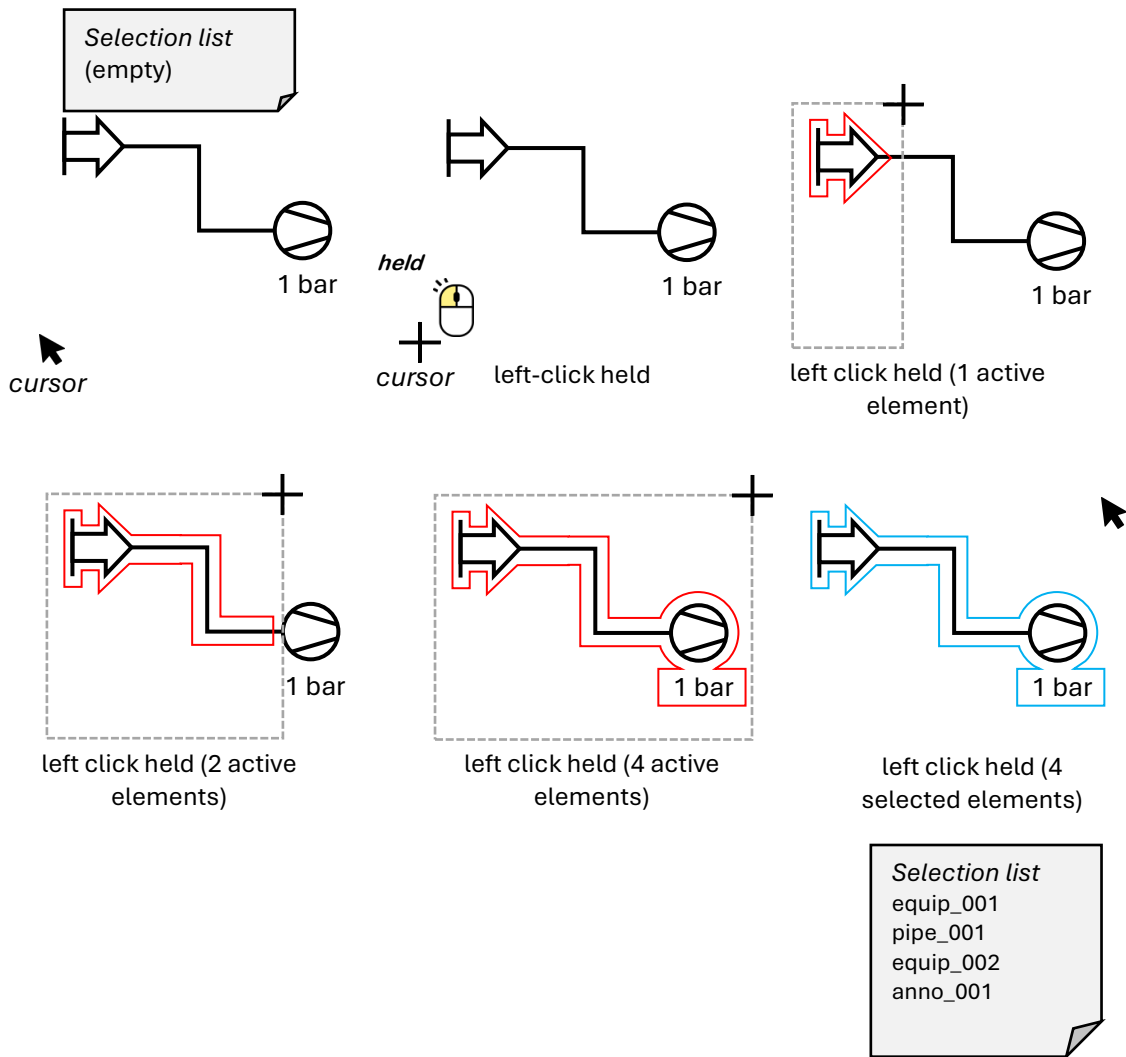 Selection list
(empty)
1 bar
cursor
held
1 bar
cursor
left-click held
1 bar
left click held (1 active
element)
1 bar
left click held (2 active
elements)
1 bar
left click held (4 active
elements)
1 bar
left click held (4
selected elements)
Selection list
equip_001
pipe_001
equip_002
anno_001